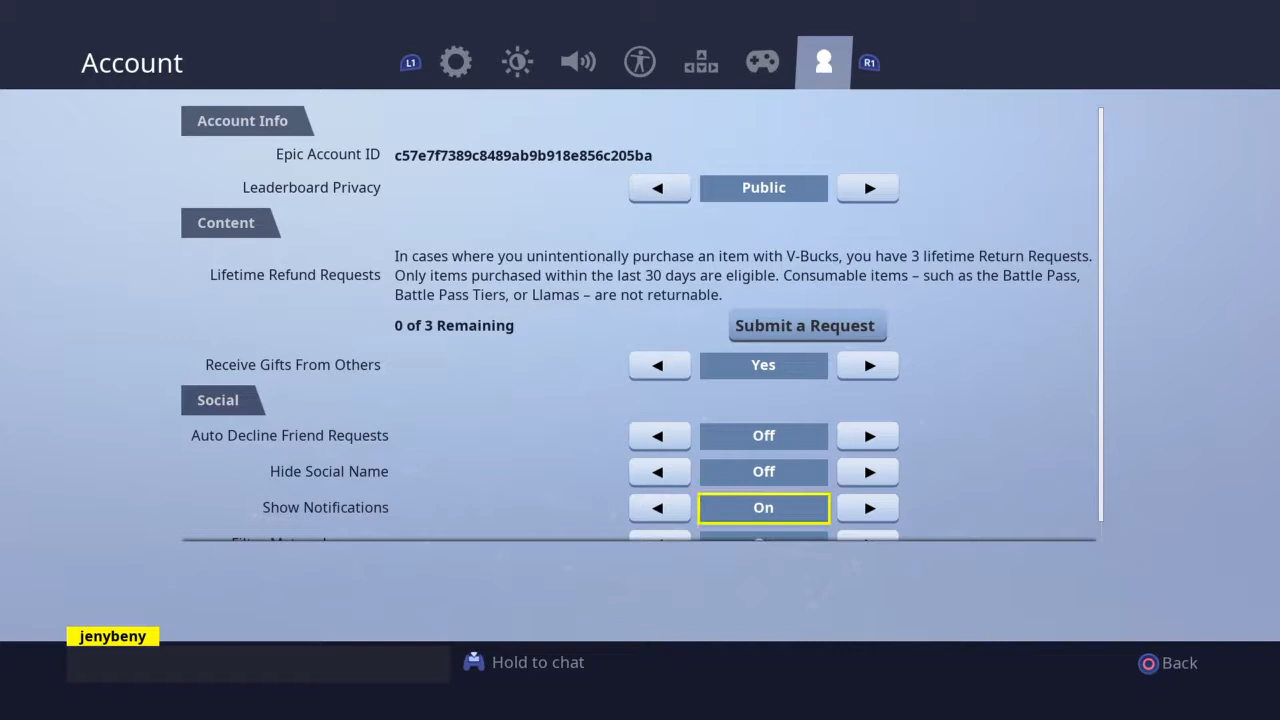 Account
L1
R1
Account Info
Epic Account ID c57e7f7389c8489ab9b918e856c205ba
Leaderboard Privacy Public
Content
Lifetime Refund Requests
In cases where you unintentionally purchase an item with V-Bucks, you have 3 lifetime Return Requests.
Only items purchased within the last 30 days are eligible. Consumable items – such as the Battle Pass,
Battle Pass Tiers, or Llamas – are not returnable.
0 of 3 Remaining Submit a Request
Receive Gifts From Others Yes
Social
Auto Decline Friend Requests Off
Hide Social Name Off
Show Notifications On
jenybeny
Hold to chat
Back